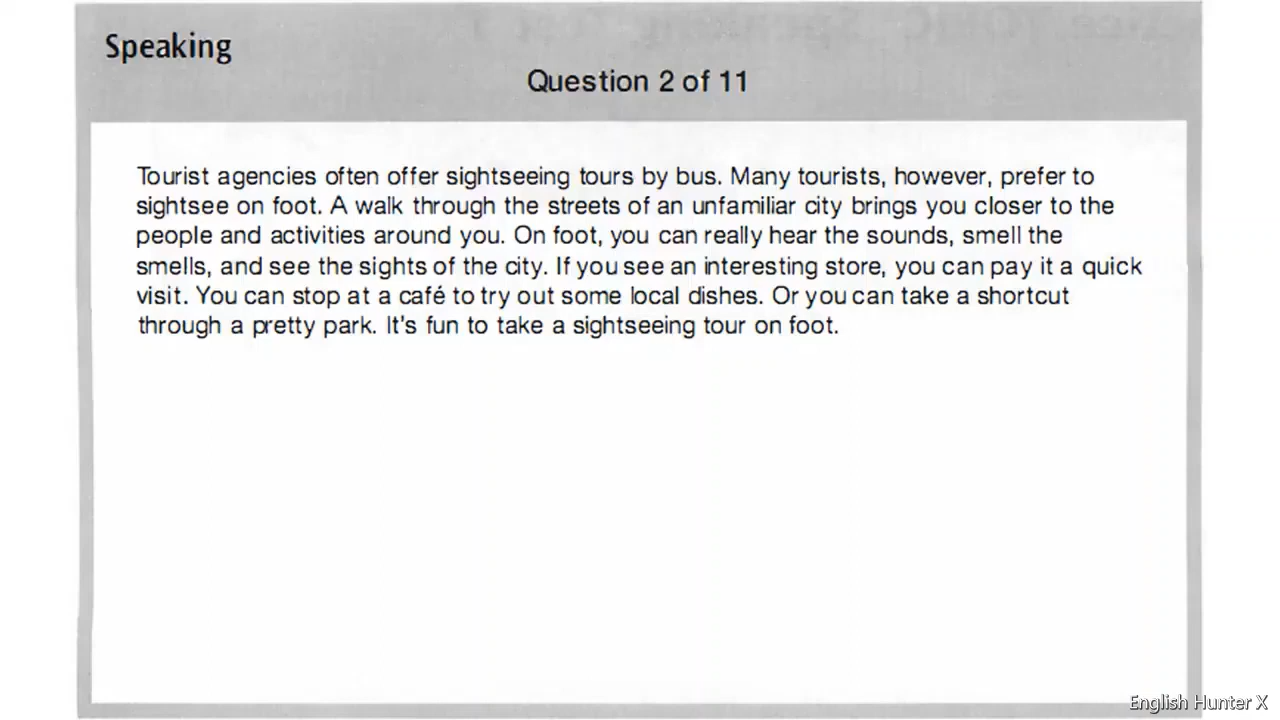 Speaking
Question 2 of 11
Tourist agencies often offer sightseeing tours by bus. Many tourists, however, prefer to
sightsee on foot. A walk through the streets of an unfamiliar city brings you closer to the
people and activities around you. On foot, you can really hear the sounds, smell the
smells, and see the sights of the city. If you see an interesting store, you can pay it a quick
visit. You can stop at a café to try out some local dishes. Or you can take a shortcut
through a pretty park. It's fun to take a sightseeing tour on foot.
English Hunter X